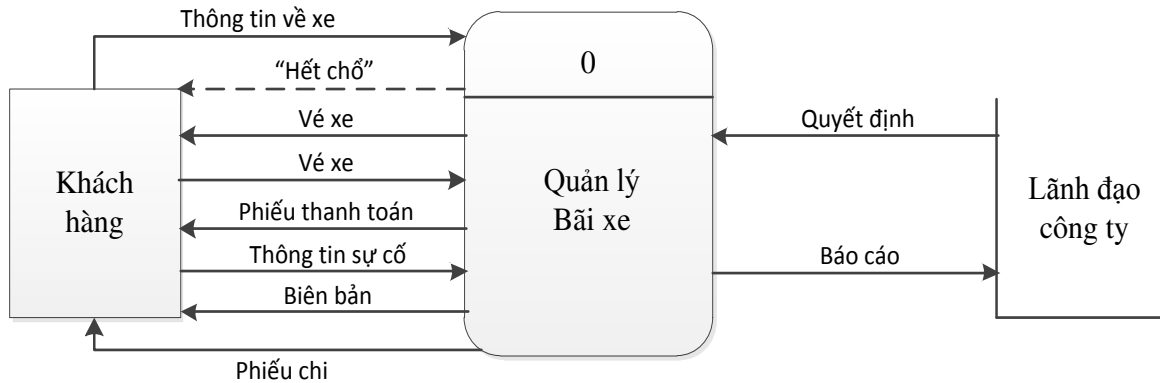 Thông tin về xe
0
“Hết chổ”
Vé xe
Quyết định
Vé xe
Khách
hàng
Quản lý
Bãi xe
Lãnh đạo
công ty
Phiếu thanh toán
Thông tin sự cố
Báo cáo
Biên bản
Phiếu chi